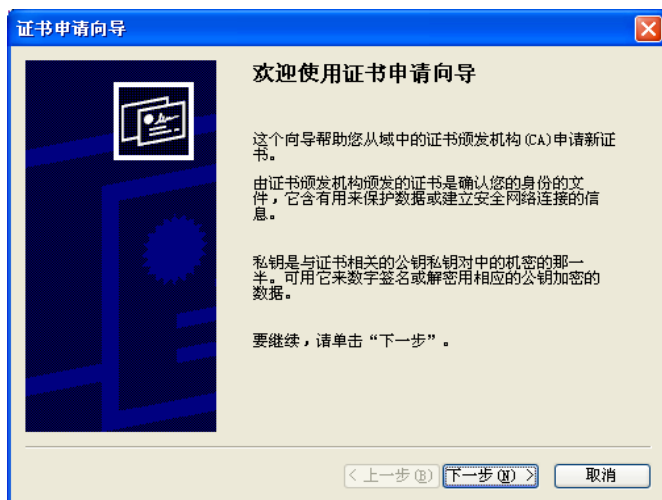 证书申请向导
欢迎使用证书申请向导
这个向导帮助您从域中的证书颁发机构(CA)申请新证
书。
由证书颁发机构颁发的证书是确认您的身份的文
件，它含有用来保护数据或建立安全网络连接的信
息。
私钥是与证书相关的公钥私钥对中的机密的那一
半。可用它来数字签名或解密用相应的公钥加密的
数据。
要继续，请单击“下一步”。
< 上一步(B) 下一步(N) > 取消